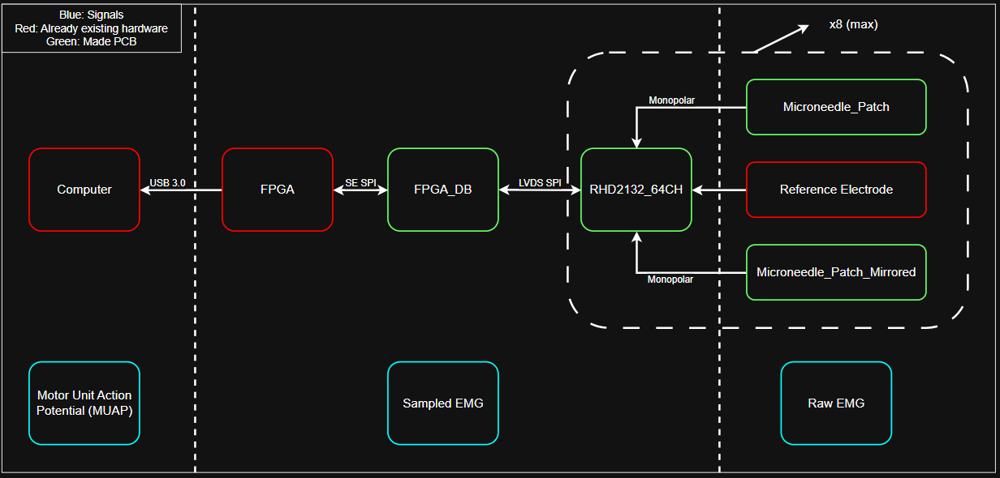 Blue: Signals
Red: Already existing hardware
Green: Made PCB
x8 (max)
Monopolar
Microneedle_Patch
Computer
USB 3.0
FPGA
SE SPI
FPGA_DB
LVDS SPI
RHD2132_64CH
Reference Electrode
Microneedle_Patch_Mirrored
Monopolar
Motor Unit Action
Potential (MUAP)
Sampled EMG
Raw EMG